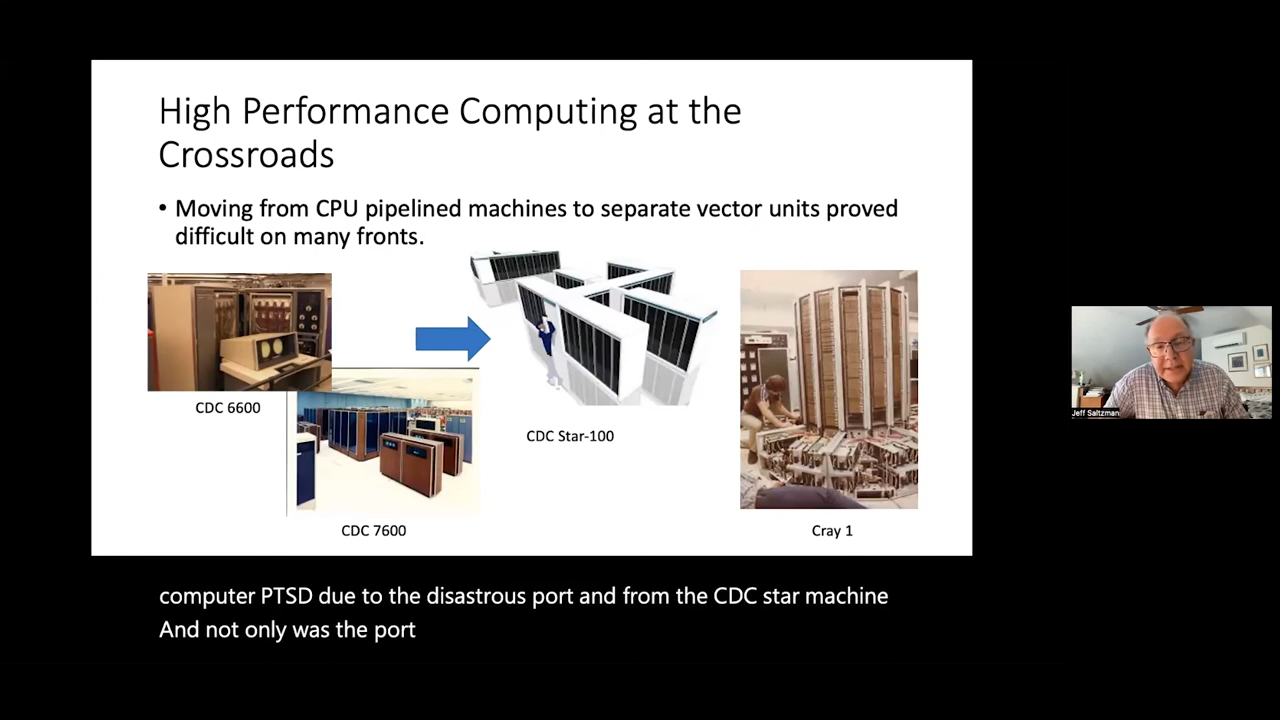 High Performance Computing at the
Crossroads
• Moving from CPU pipelined machines to separate vector units proved
difficult on many fronts.
CDC 6600
CDC 7600
CDC Star-100
Cray 1
Jeff Saltzman
computer PTSD due to the disastrous port and from the CDC star machine
And not only was the port